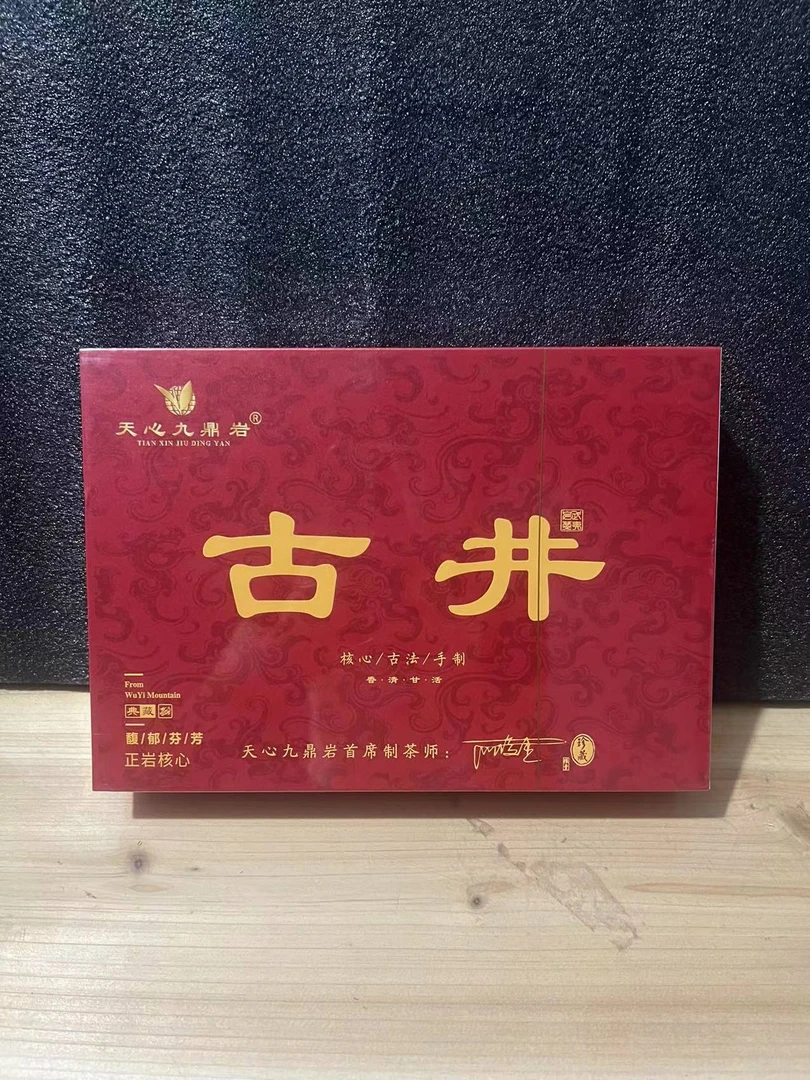 天心九鼎岩®
TIAN XIN JIU DING YAN
古井
核心/古法/手制
香·清·甘·活
From
WuYi Mountain
典藏
馥/郁/芬/芳
正岩核心
天心九鼎岩首席制茶师：
珍藏